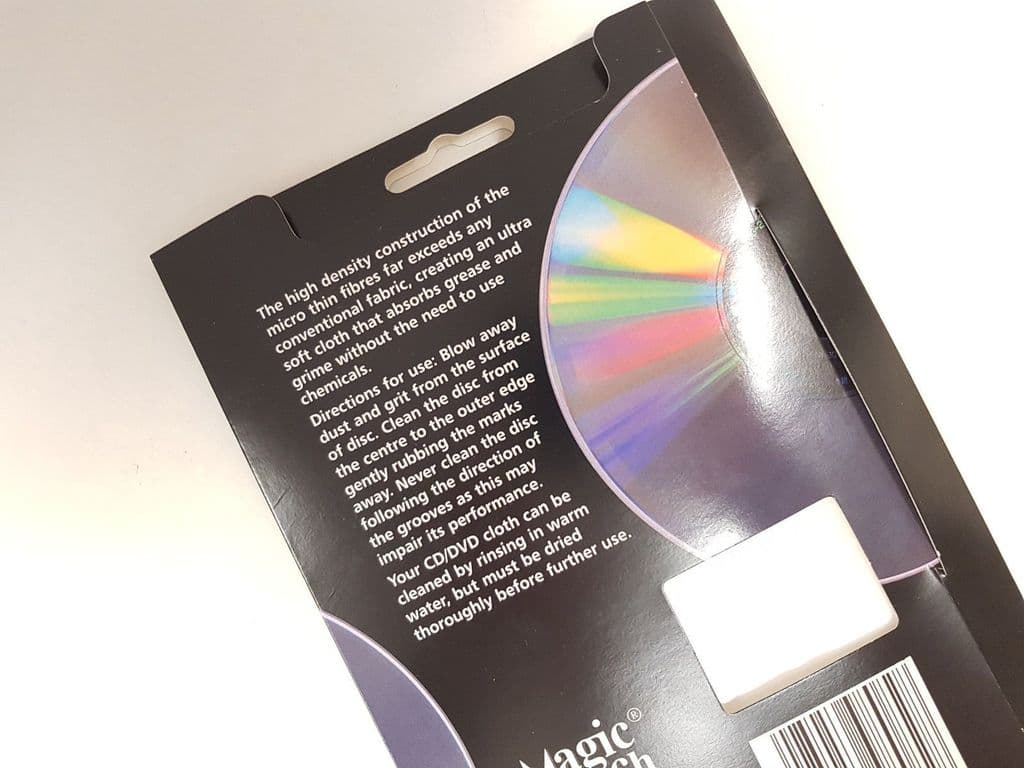 The high density construction of the
micro thin fibres far exceeds any
conventional fabric, creating an ultra
soft cloth that absorbs grease and
grime without the need to use
chemicals.
Directions for use: Blow away
dust and grit from the surface
of disc. Clean the disc from
the centre to the outer edge
gently rubbing the marks
away. Never clean the disc
following the direction of
the grooves as this may
impair its performance.
Your CD/DVD cloth can be
cleaned by rinsing in warm
water, but must be dried
thoroughly before further use.
Magic®